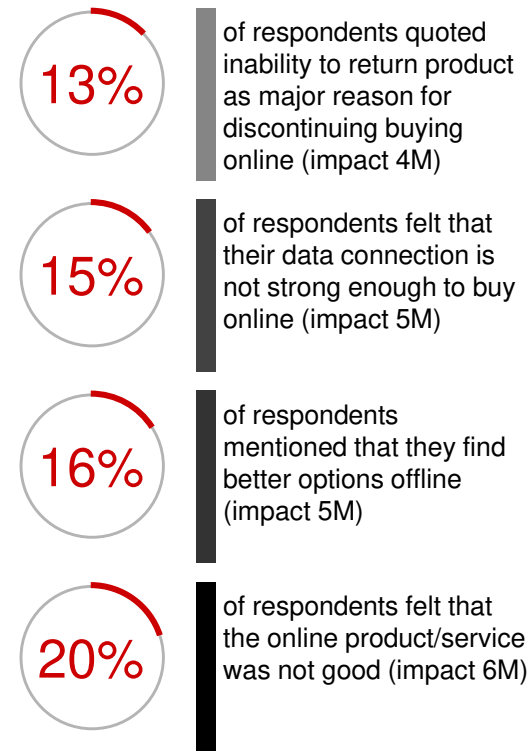 13%
of respondents quoted
inability to return product
as major reason for
discontinuing buying
online (impact 4M)
15%
of respondents felt that
their data connection is
not strong enough to buy
online (impact 5M)
16%
of respondents
mentioned that they find
better options offline
(impact 5M)
20%
of respondents felt that
the online product/service
was not good (impact 6M)